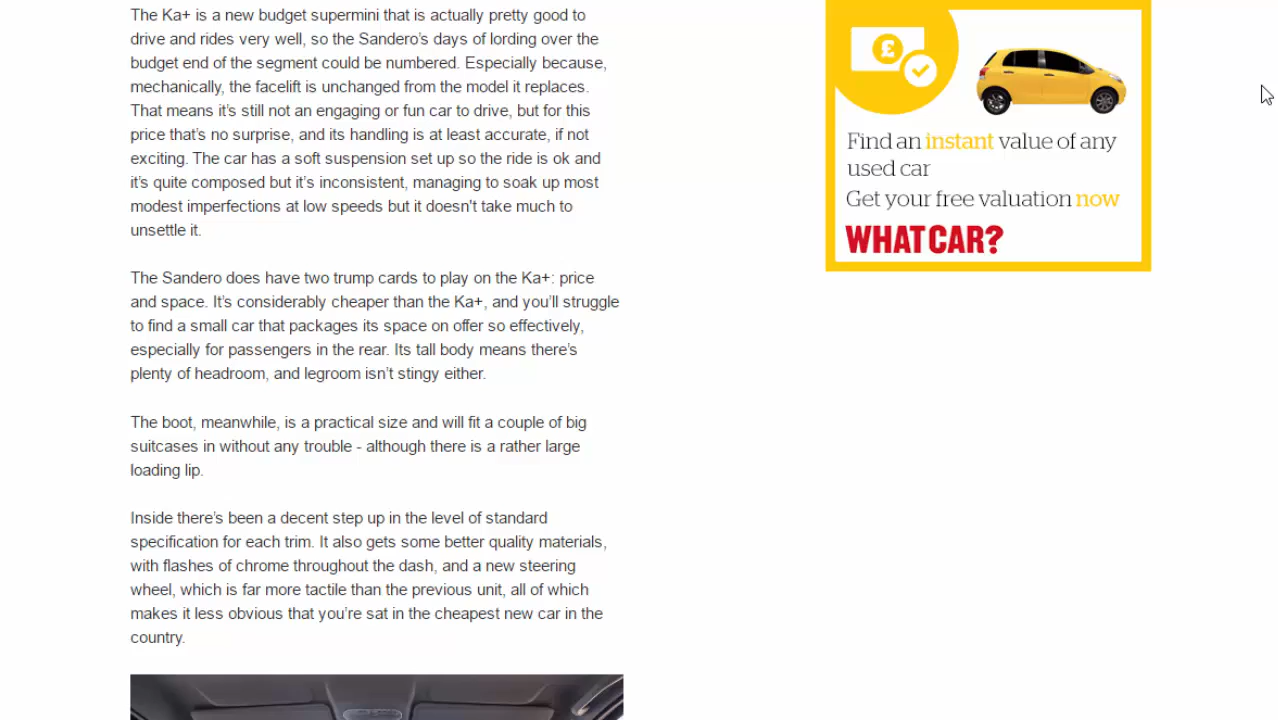 The Ka+ is a new budget supermini that is actually pretty good to
drive and rides very well, so the Sandero’s days of lording over the
budget end of the segment could be numbered. Especially because,
mechanically, the facelift is unchanged from the model it replaces.
That means it’s still not an engaging or fun car to drive, but for this
price that’s no surprise, and its handling is at least accurate, if not
exciting. The car has a soft suspension set up so the ride is ok and
it’s quite composed but it’s inconsistent, managing to soak up most
modest imperfections at low speeds but it doesn't take much to
unsettle it.
The Sandero does have two trump cards to play on the Ka+: price
and space. It’s considerably cheaper than the Ka+, and you’ll struggle
to find a small car that packages its space on offer so effectively,
especially for passengers in the rear. Its tall body means there’s
plenty of headroom, and legroom isn’t stingy either.
The boot, meanwhile, is a practical size and will fit a couple of big
suitcases in without any trouble - although there is a rather large
loading lip.
Inside there’s been a decent step up in the level of standard
specification for each trim. It also gets some better quality materials,
with flashes of chrome throughout the dash, and a new steering
wheel, which is far more tactile than the previous unit, all of which
makes it less obvious that you’re sat in the cheapest new car in the
country.
£
Find an instant value of any
used car
Get your free valuation now
WHAT CAR?